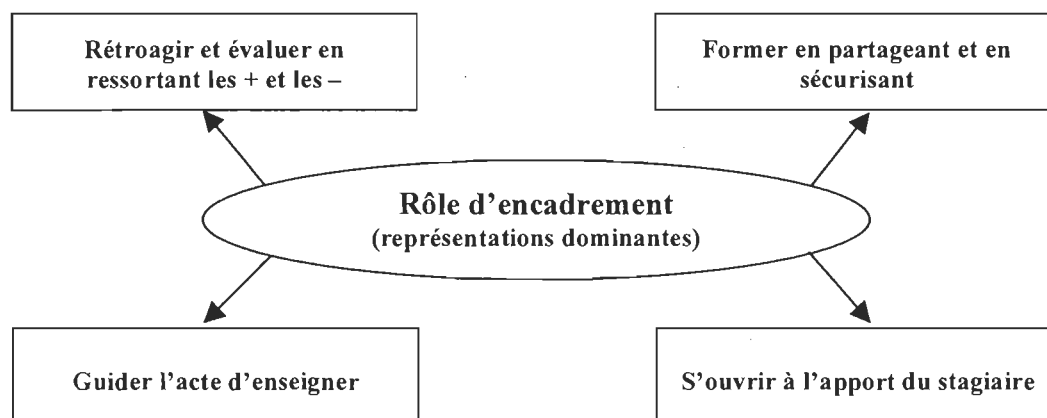 Rétroagir et évaluer en
ressortant les + et les –
Former en partageant et en
sécurisant
Rôle d’encadrement
(représentations dominantes)
Guider l’acte d’enseigner
S’ouvrir à l’apport du stagiaire